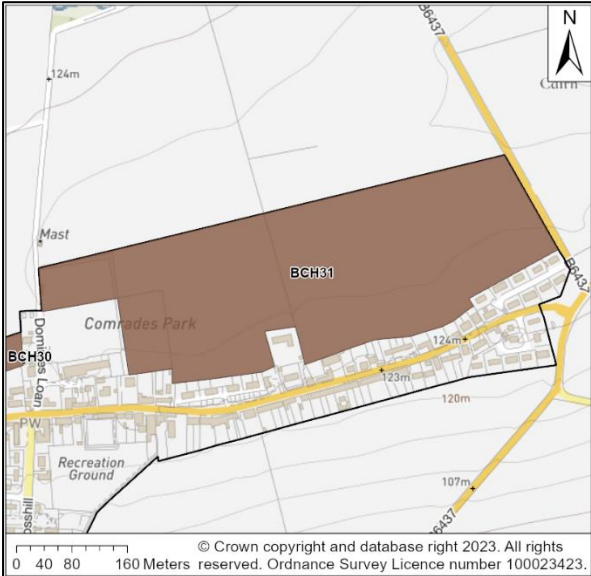 B6437
N
124m
Cairn
Mast
BCH31
B6437
Comrades Park
BCH30
Dominies Loan
124m
123m
PW
120m
Recreation
Ground
107m
B6437
0 40 80 160 Meters
© Crown copyright and database right 2023. All rights
reserved. Ordnance Survey Licence number 100023423.